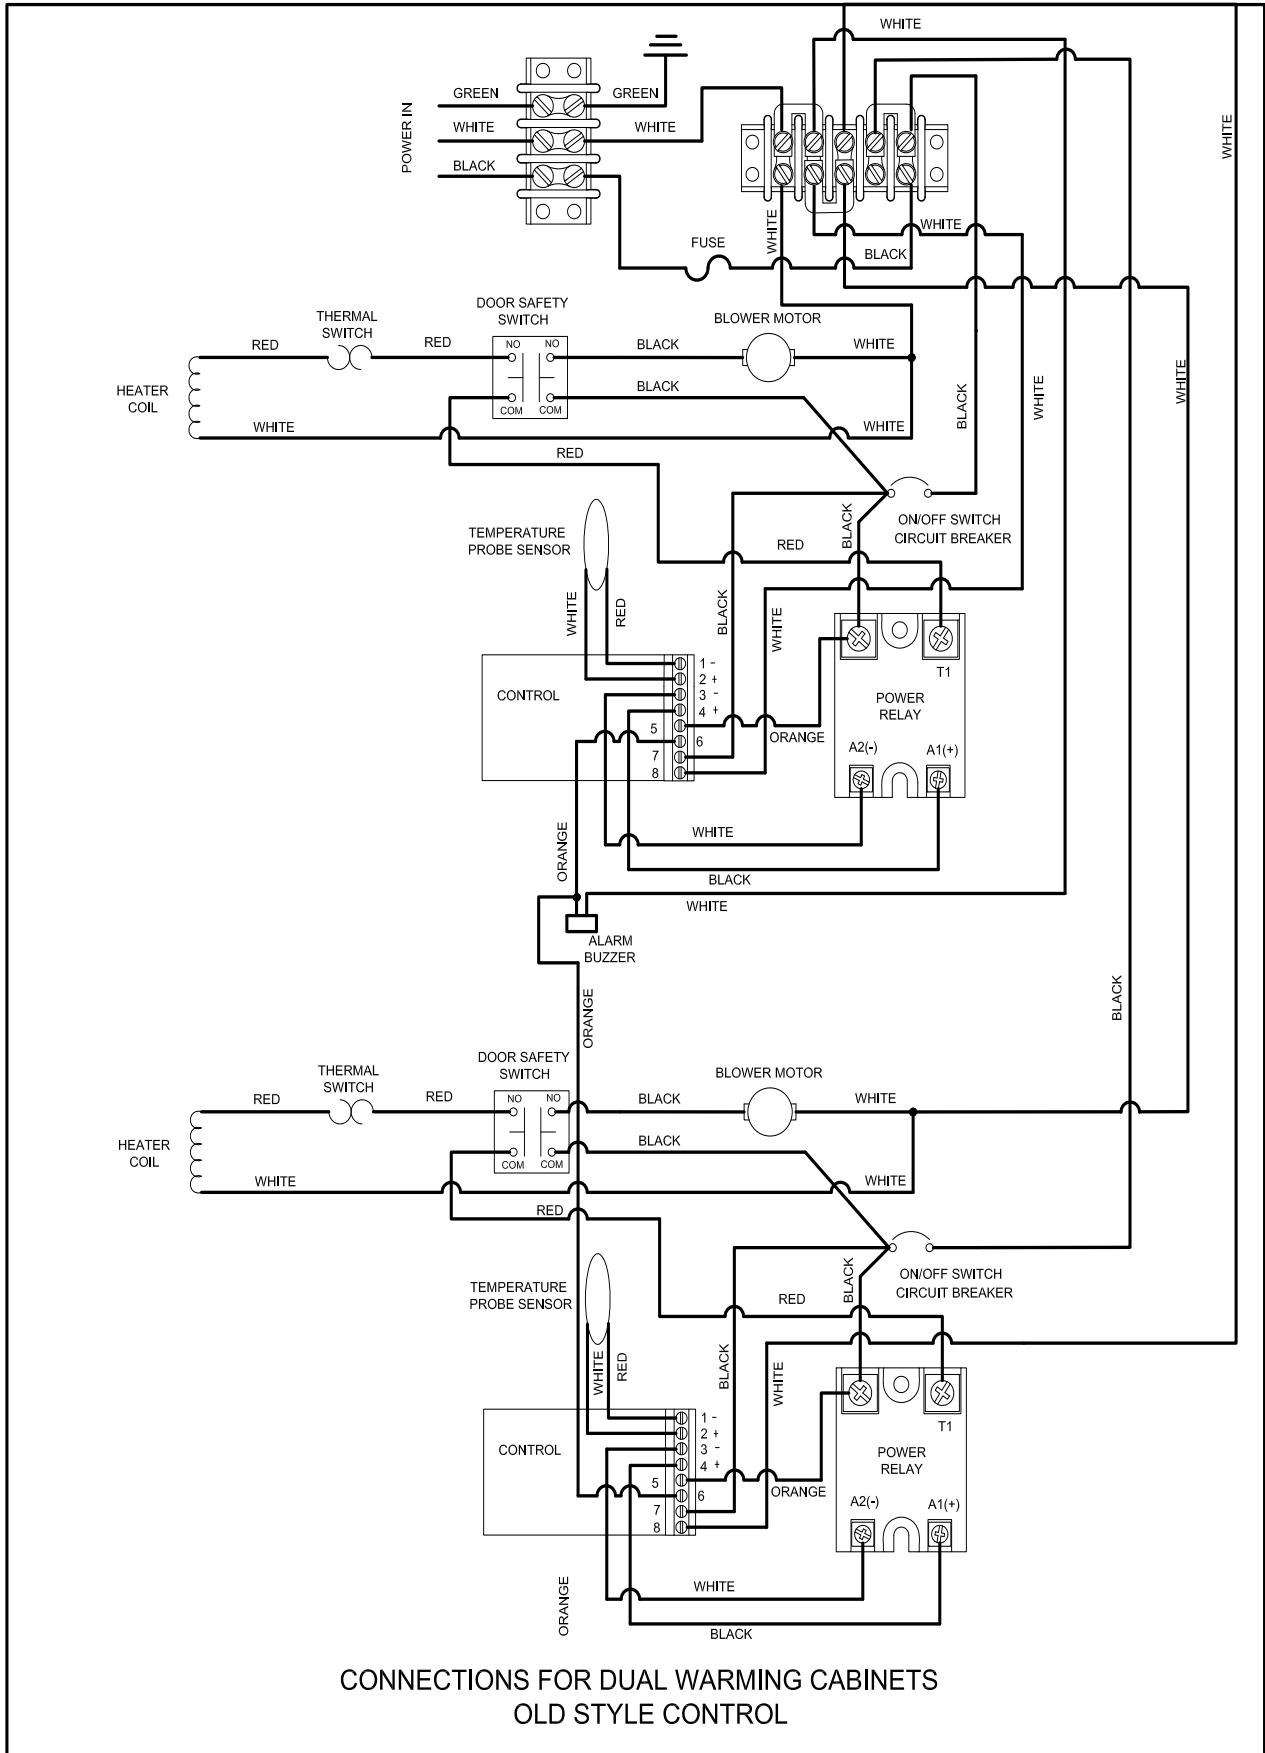 WHITE
GREEN
GREEN
POWER IN
WHITE
WHITE
WHITE
BLACK
WHITE
WHITE
FUSE
BLACK
DOOR SAFETY
SWITCH
THERMAL
SWITCH
BLOWER MOTOR
RED
RED
NO
NO
BLACK
WHITE
HEATER
COIL
BLACK
WHITE
WHITE
BLACK
COM
COM
WHITE
WHITE
RED
TEMPERATURE
PROBE SENSOR
BLACK
ON/OFF SWITCH
CIRCUIT BREAKER
RED
WHITE
RED
BLACK
WHITE
CONTROL
1 -
2 +
3 -
4 +
5
6
7
8
ORANGE
T1
POWER
RELAY
A2(-)
A1(+)
ORANGE
WHITE
BLACK
WHITE
ALARM
BUZZER
BLACK
ORANGE
DOOR SAFETY
SWITCH
THERMAL
SWITCH
BLOWER MOTOR
RED
RED
NO
NO
BLACK
WHITE
HEATER
COIL
BLACK
COM
COM
WHITE
WHITE
RED
TEMPERATURE
PROBE SENSOR
BLACK
ON/OFF SWITCH
CIRCUIT BREAKER
RED
WHITE
RED
BLACK
WHITE
CONTROL
1 -
2 +
3 -
4 +
5
6
7
8
ORANGE
T1
POWER
RELAY
A2(-)
A1(+)
ORANGE
WHITE
BLACK
CONNECTIONS FOR DUAL WARMING CABINETS
OLD STYLE CONTROL